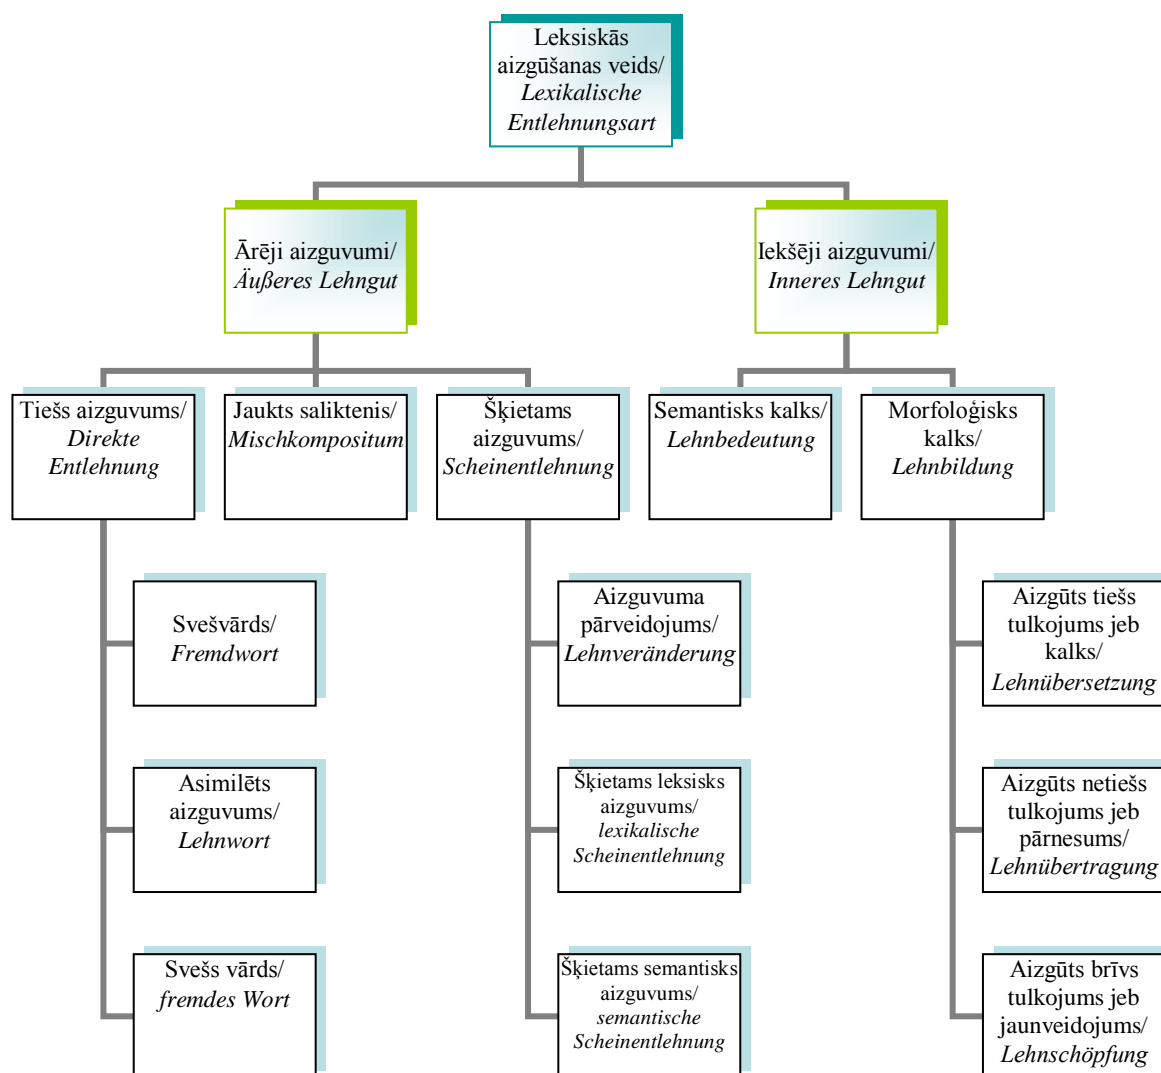 Leksiskās
aizgūšanas veids/
Lexikalische
Entlehnungsart
Ārēji aizguvumi/
Äußeres Lehngut
Iekšēji aizguvumi/
Inneres Lehngut
Tiešs aizguvums/
Direkte
Entlehnung
Jaukts saliktenis/
Mischkompositum
Šķietams
aizguvums/
Scheinentlehnung
Semantisks kalks/
Lehnbedeutung
Morfoloģisks
kalks/
Lehnbildung
Svešvārds/
Fremdwort
Aizguvuma
pārveidojums/
Lehnveränderung
Aizgūts tiešs
tulkojums jeb
kalks/
Lehnübersetzung
Asimilēts
aizguvums/
Lehnwort
Šķietams leksisks
aizguvums/
lexikalische
Scheinentlehnung
Aizgūts netiešs
tulkojums jeb
pārnesums/
Lehnübertragung
Svešs vārds/
fremdes Wort
Šķietams semantisks
aizguvums/
semantische
Scheinentlehnung
Aizgūts brīvs
tulkojums jeb
jaunveidojums/
Lehnschöpfung